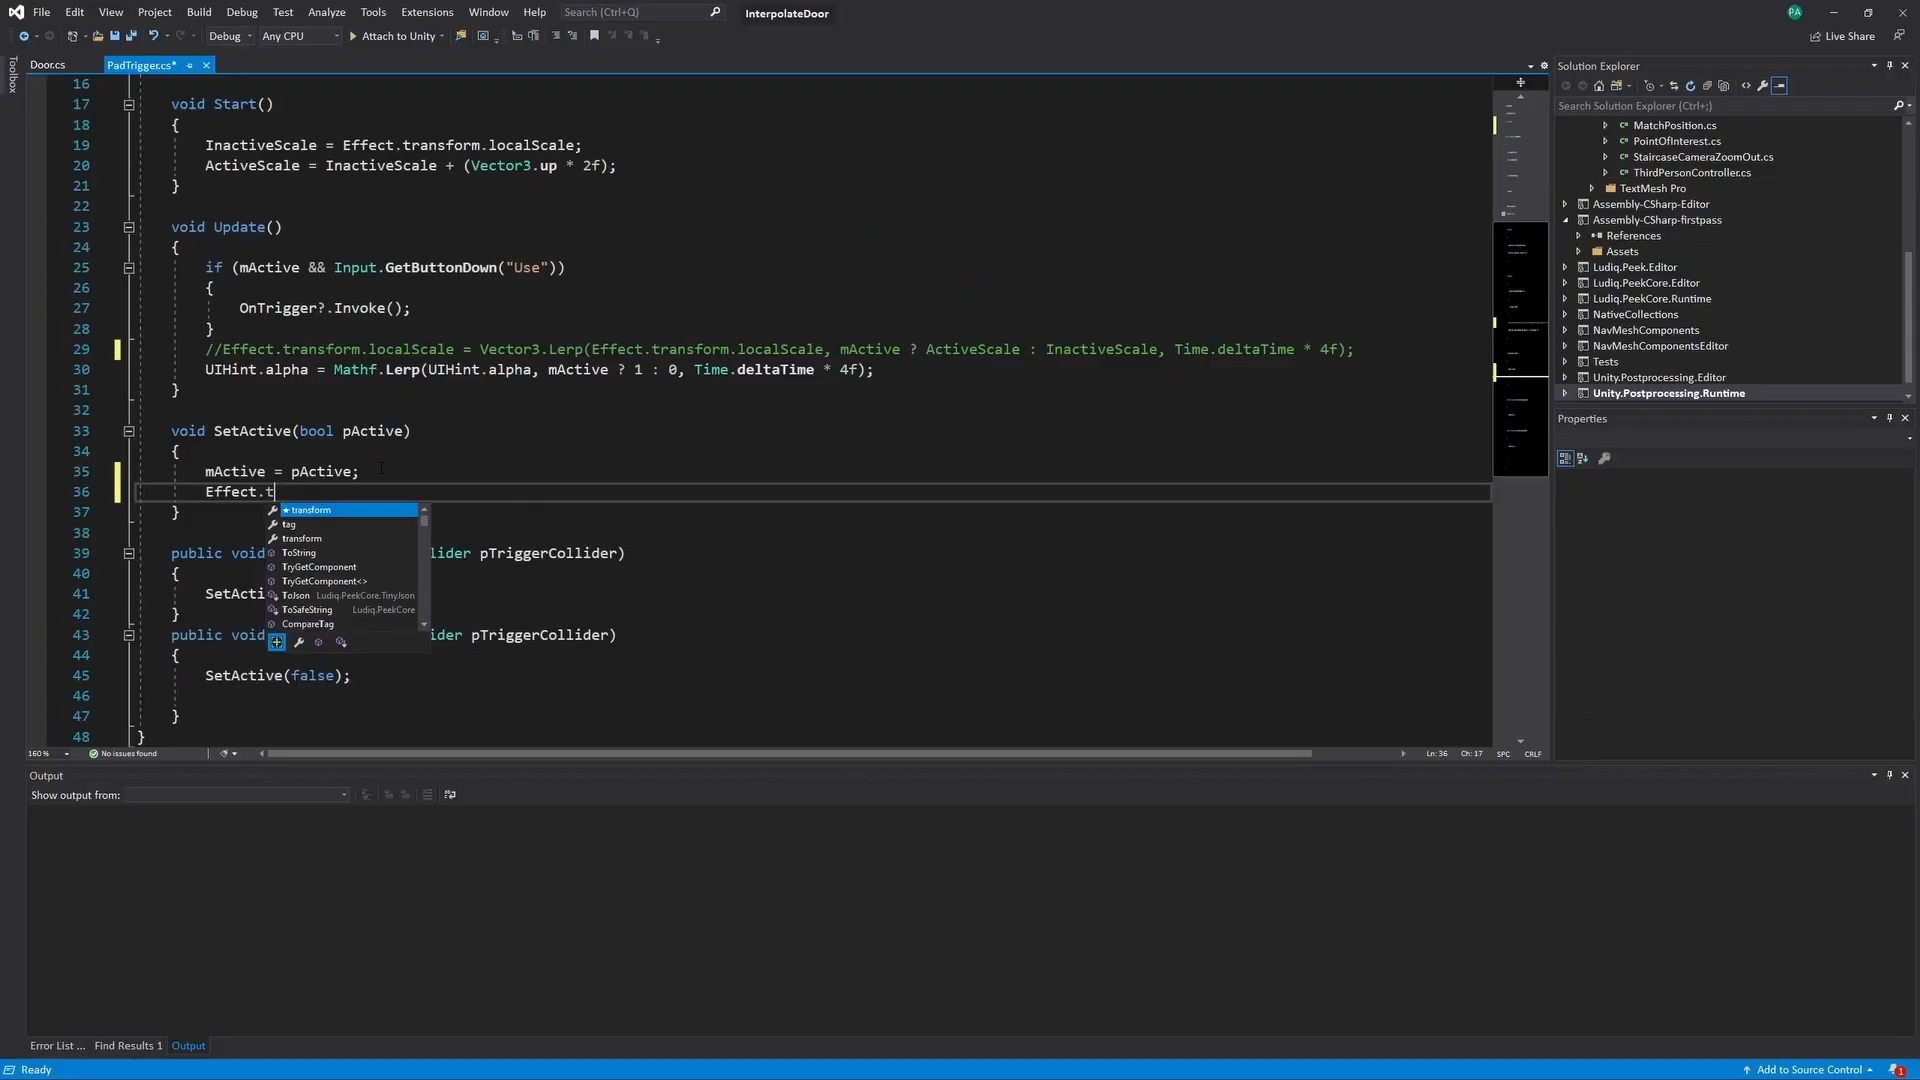 File Edit View Project Build Debug Test Analyze Tools Extensions Window Help Search (Ctrl+Q) InterpolateDoor PA
Debug Any CPU Attach to Unity Live Share
Toolbox
Door.cs PadTrigger.cs*
16
17 void Start()
18 {
19 InactiveScale = Effect.transform.localScale;
20 ActiveScale = InactiveScale + (Vector3.up * 2f);
21 }
22
23 void Update()
24 {
25 if (mActive && Input.GetButtonDown("Use"))
26 {
27 OnTrigger?.Invoke();
28 }
29 //Effect.transform.localScale = Vector3.Lerp(Effect.transform.localScale, mActive ? ActiveScale : InactiveScale, Time.deltaTime * 4f);
30 UIHint.alpha = Mathf.Lerp(UIHint.alpha, mActive ? 1 : 0, Time.deltaTime * 4f);
31 }
32
33 void SetActive(bool pActive)
34 {
35 mActive = pActive;
36 Effect.t
37 }
38
39 public void llider pTriggerCollider)
40 {
41 SetActi
42 }
43 public void lider pTriggerCollider)
44 {
45 SetActive(false);
46
47 }
48 }
★ transform
tag
transform
ToString
TryGetComponent
TryGetComponent<>
ToJson Ludiq.PeekCore.TinyJson
ToSafeString Ludiq.PeekCore
CompareTag
160 % No issues found Ln: 36 Ch: 17 SPC CRLF
Solution Explorer
Search Solution Explorer (Ctrl+;)
C# MatchPosition.cs
C# PointOfInterest.cs
C# StaircaseCameraZoomOut.cs
C# ThirdPersonController.cs
TextMesh Pro
Assembly-CSharp-Editor
Assembly-CSharp-firstpass
References
Assets
Ludiq.Peek.Editor
Ludiq.PeekCore.Editor
Ludiq.PeekCore.Runtime
NativeCollections
NavMeshComponents
NavMeshComponentsEditor
Tests
Unity.Postprocessing.Editor
Unity.Postprocessing.Runtime
Properties
Output
Show output from:
Error List ... Find Results 1 Output
Ready Add to Source Control 1